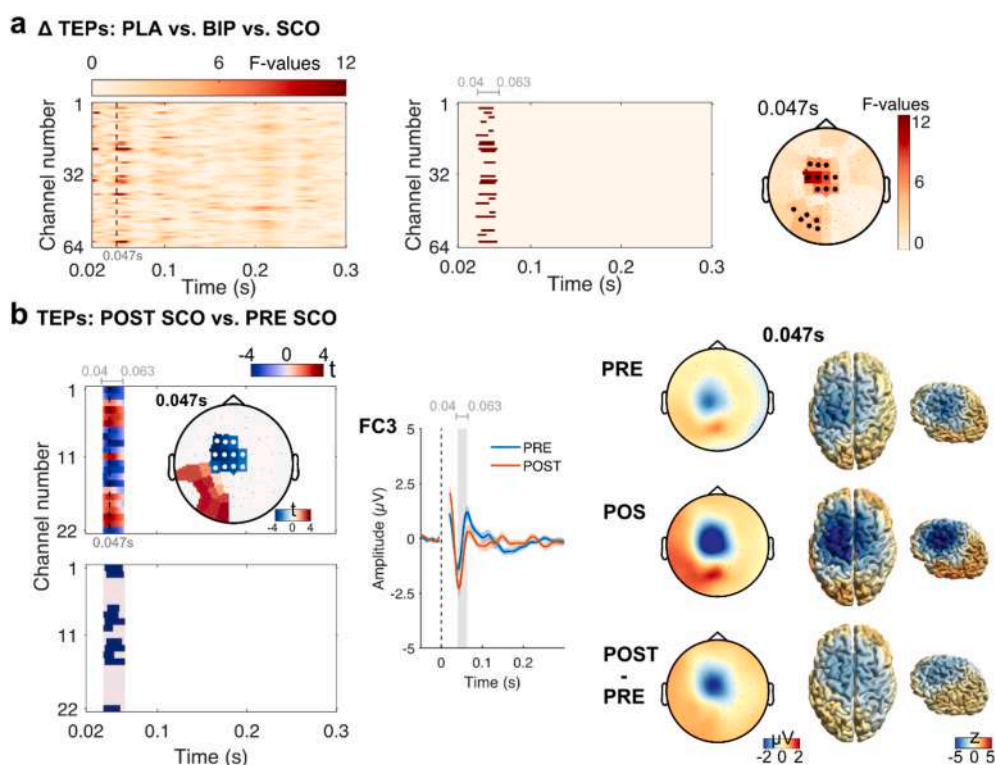 a Δ TEPs: PLA vs. BIP vs. SCO
0 6 F-values 12
Channel number
1
32
64
0.047s
0.02 0.1 0.2 0.3
Time (s)
0.04 0.063
Channel number
1
32
64
0.02 0.1 0.2 0.3
Time (s)
0.047s
F-values
12
6
0
b TEPs: POST SCO vs. PRE SCO
-4 0 4 t
0.04 0.063
Channel number
1
11
22
0.047s
0.047s
t
-4 0 4
1
11
22
0.02 0.1 0.2 0.3
Time (s)
FC3
0.04 0.063
PRE
POST
Amplitude (μV)
5
2.5
0
-2.5
-5
0 0.1 0.2
Time (s)
0.047s
PRE
POS
POST
-
PRE
μV
-2 0 2
Z
-5 0 5